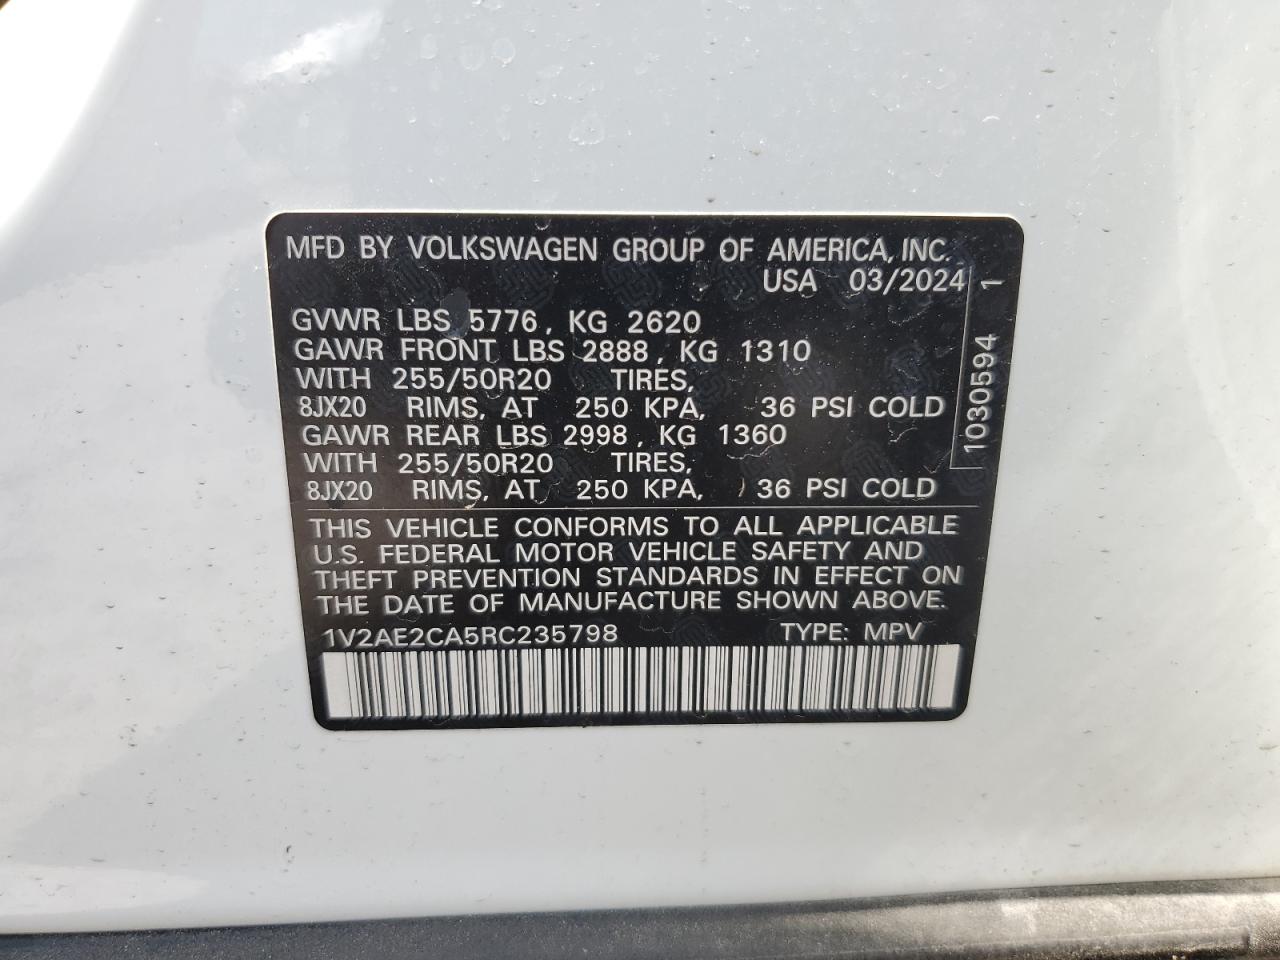 MFD BY VOLKSWAGEN GROUP OF AMERICA, INC.
USA 03/2024
GVWR LBS 5776, KG 2620
GAWR FRONT LBS 2888, KG 1310
WITH 255/50R20 TIRES,
8JX20 RIMS, AT 250 KPA, 36 PSI COLD
GAWR REAR LBS 2998, KG 1360
WITH 255/50R20 TIRES,
8JX20 RIMS, AT 250 KPA, 36 PSI COLD
THIS VEHICLE CONFORMS TO ALL APPLICABLE
U.S. FEDERAL MOTOR VEHICLE SAFETY AND
THEFT PREVENTION STANDARDS IN EFFECT ON
THE DATE OF MANUFACTURE SHOWN ABOVE.
1V2AE2CA5RC235798 TYPE: MPV
1030594 1